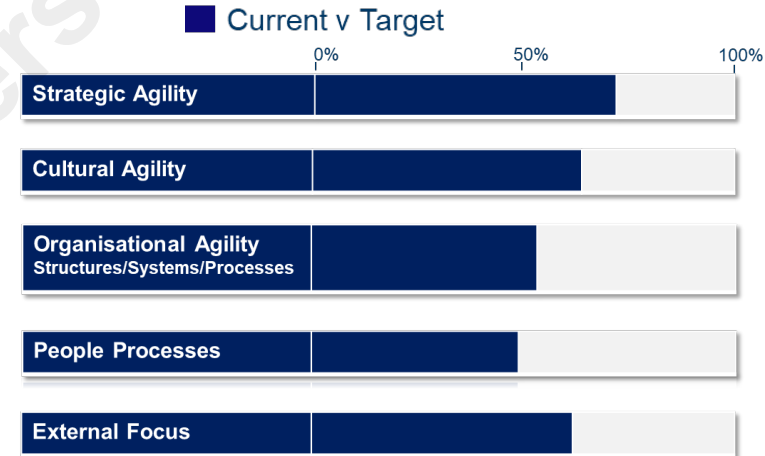 Current v Target
0% 50% 100%
Strategic Agility
Cultural Agility
Organisational Agility
Structures/Systems/Processes
People Processes
External Focus